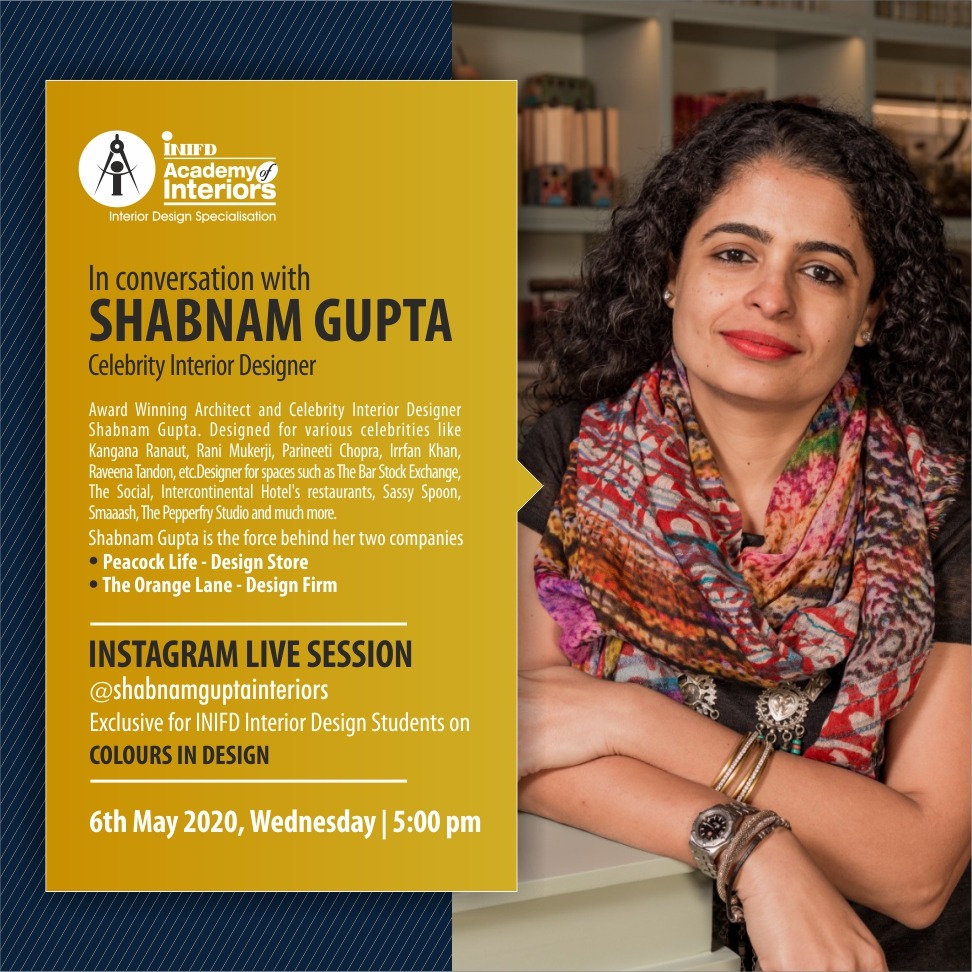 INIFD
Academy of
Interiors
Interior Design Specialisation
In conversation with
SHABNAM GUPTA
Celebrity Interior Designer
Award Winning Architect and Celebrity Interior Designer
Shabnam Gupta. Designed for various celebrities like
Kangana Ranaut, Rani Mukerji, Parineeti Chopra, Irrfan Khan,
Raveena Tandon, etc.Designer for spaces such as The Bar Stock Exchange,
The Social, Intercontinental Hotel's restaurants, Sassy Spoon,
Smaaash, The Pepperfry Studio and much more.
Shabnam Gupta is the force behind her two companies
• Peacock Life - Design Store
• The Orange Lane - Design Firm
INSTAGRAM LIVE SESSION
@shabnamguptainteriors
Exclusive for INIFD Interior Design Students on
COLOURS IN DESIGN
6th May 2020, Wednesday | 5:00 pm